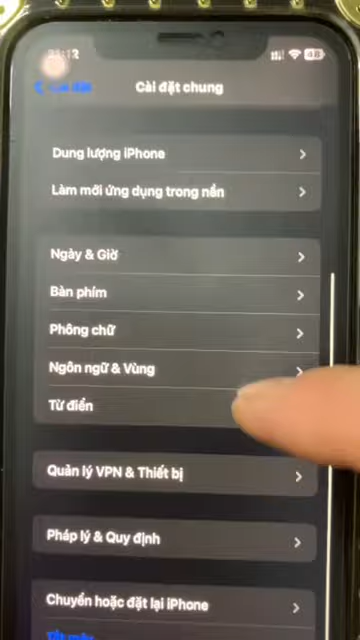 48
Cài đặt chung
Dung lượng iPhone
Làm mới ứng dụng trong nền
Ngày & Giờ
Bàn phím
Phông chữ
Ngôn ngữ & Vùng
Từ điển
Quản lý VPN & Thiết bị
Pháp lý & Quy định
Chuyển hoặc đặt lại iPhone